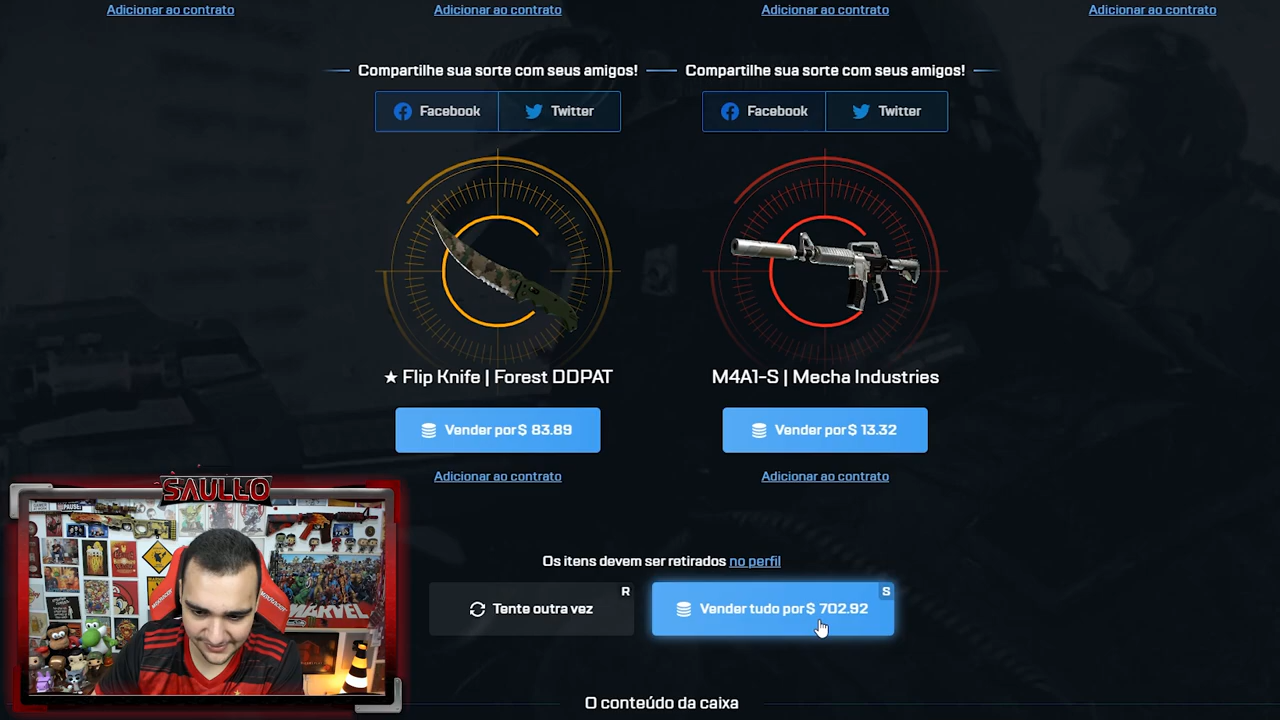 Adicionar ao contrato
Adicionar ao contrato
Adicionar ao contrato
Adicionar ao contrato
Compartilhe sua sorte com seus amigos!
Compartilhe sua sorte com seus amigos!
Facebook
Twitter
Facebook
Twitter
★ Flip Knife | Forest DDPAT
M4A1-S | Mecha Industries
Vender por $ 83.89
Vender por $ 13.32
Adicionar ao contrato
Adicionar ao contrato
SAULLO
MARVEL
Os itens devem ser retirados no perfil
Tente outra vez
R
Vender tudo por $ 702.92
S
O conteúdo da caixa